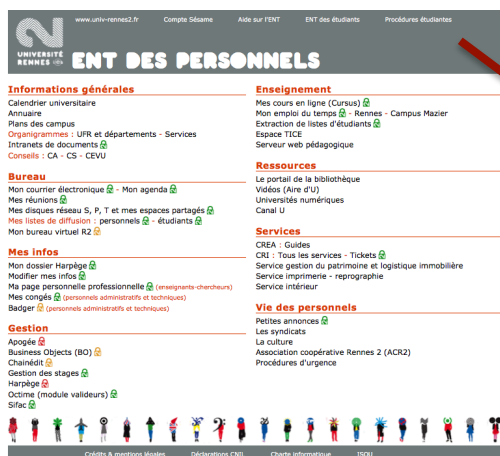 www.univ-rennes2.fr Compte Sésame Aide sur l'ENT ENT des étudiants Procédures étudiantes
UNIVERSITÉ
RENNES
ENT DES PERSONNELS
Informations générales
Calendrier universitaire
Annuaire
Plans des campus
Organigrammes : UFR et départements - Services
Intranets de documents
Conseils : CA - CS - CEVU
Bureau
Mon courrier électronique - Mon agenda
Mes réunions
Mes disques réseau S, P, T et mes espaces partagés
Mes listes de diffusion : personnels - étudiants
Mon bureau virtuel R2
Mes infos
Mon dossier Harpège
Modifier mes infos
Ma page personnelle professionnelle (enseignants-chercheurs)
Mes congés (personnels administratifs et techniques)
Badger (personnels administratifs et techniques)
Gestion
Apogée
Business Objects (BO)
Chainédit
Gestion des stages
Harpège
Octime (module valideurs)
Sifac
Enseignement
Mes cours en ligne (Cursus)
Mon emploi du temps - Rennes - Campus Mazier
Extraction de listes d'étudiants
Espace TICE
Serveur web pédagogique
Ressources
Le portail de la bibliothèque
Vidéos (Aire d'U)
Universités numériques
Canal U
Services
CREA : Guides
CRI : Tous les services - Tickets
Service gestion du patrimoine et logistique immobilière
Service imprimerie - reprographie
Service intérieur
Vie des personnels
Petites annonces
Les syndicats
La culture
Association coopérative Rennes 2 (ACR2)
Procédures d'urgence
Crédits & mentions légales Déclarations CNIL Charte informatique ISOU